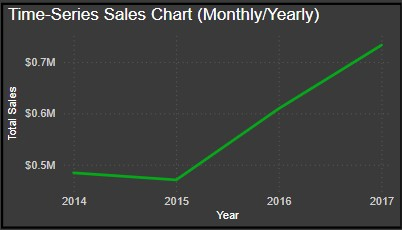 Time-Series Sales Chart (Monthly/Yearly)
$0.7M
$0.6M
$0.5M
Total Sales
2014 2015 2016 2017
Year